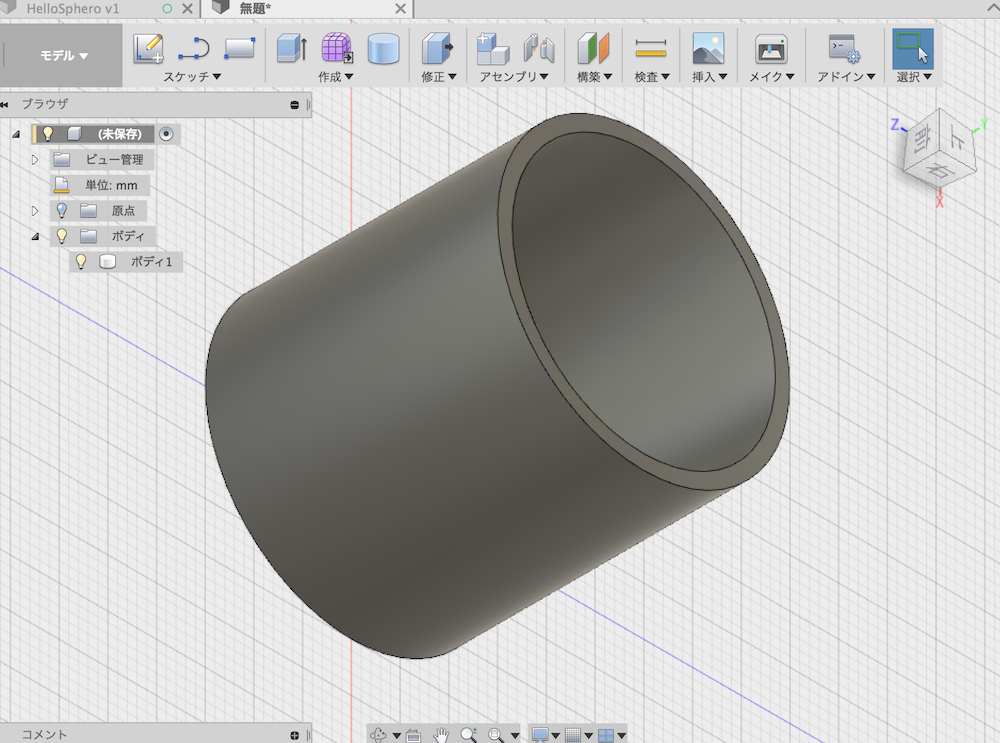 HelloSphero v1
無題*
モデル
スケッチ
作成
修正
アセンブリ
構築
検査
挿入
メイク
アドイン
選択
ブラウザ
(未保存)
ビュー管理
単位: mm
原点
ボディ
ボディ1
Z
Y
前
上
右
X
コメント